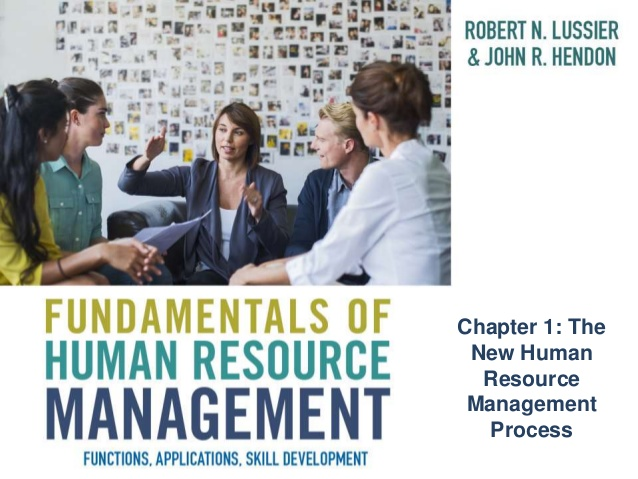 ROBERT N. LUSSIER
& JOHN R. HENDON
FUNDAMENTALS OF
HUMAN RESOURCE
MANAGEMENT
FUNCTIONS, APPLICATIONS, SKILL DEVELOPMENT
Chapter 1: The
New Human
Resource
Management
Process